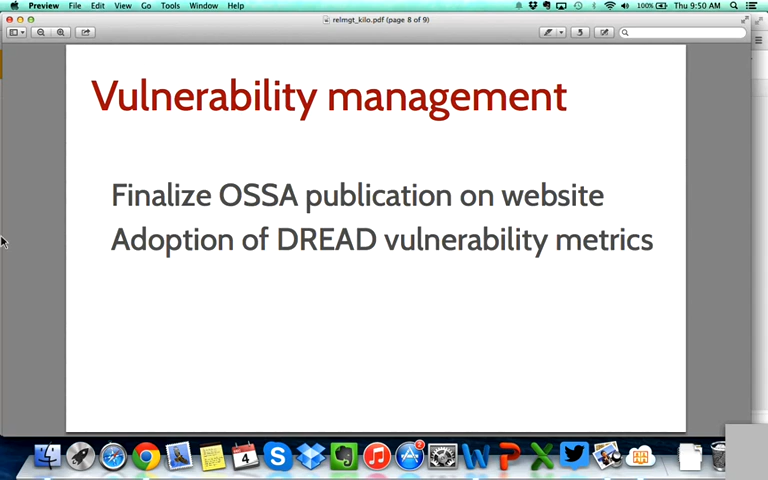 Preview File Edit View Go Tools Window Help
100% Thu 9:50 AM
relmgt_kilo.pdf (page 8 of 9)
Vulnerability management
Finalize OSSA publication on website
Adoption of DREAD vulnerability metrics
4